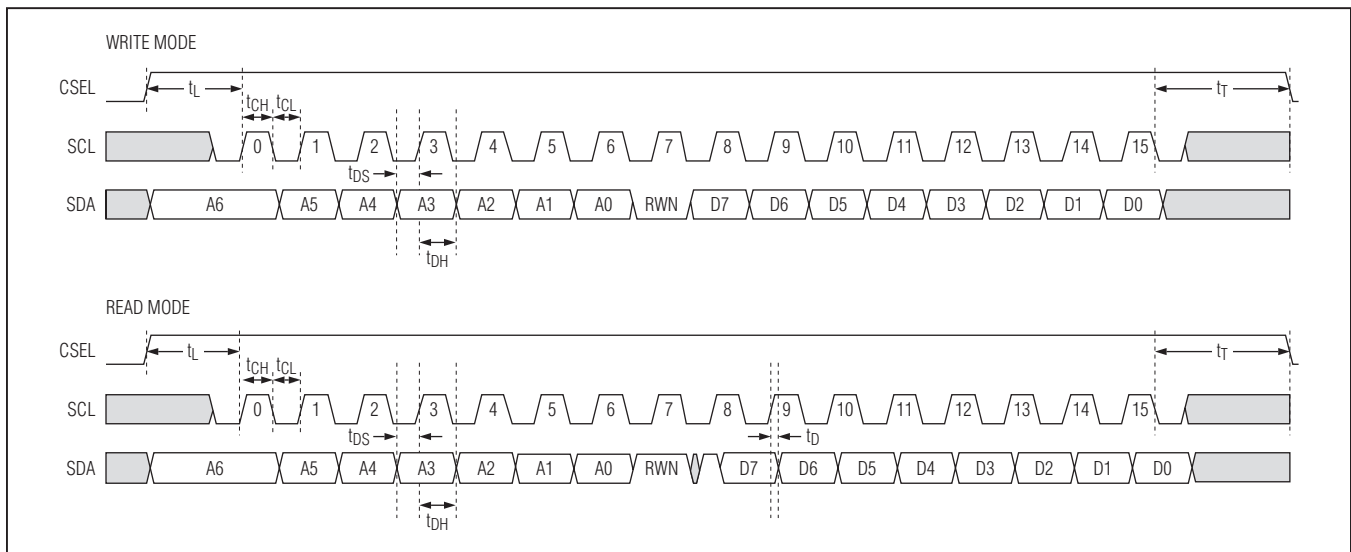 WRITE MODE
CSEL tL tT
tCH tCL
SCL 0 1 2 3 4 5 6 7 8 9 10 11 12 13 14 15
tDS
SDA A6 A5 A4 A3 A2 A1 A0 RWN D7 D6 D5 D4 D3 D2 D1 D0
tDH
READ MODE
CSEL tL tT
tCH tCL
SCL 0 1 2 3 4 5 6 7 8 9 10 11 12 13 14 15
tDS tD
SDA A6 A5 A4 A3 A2 A1 A0 RWN D7 D6 D5 D4 D3 D2 D1 D0
tDH